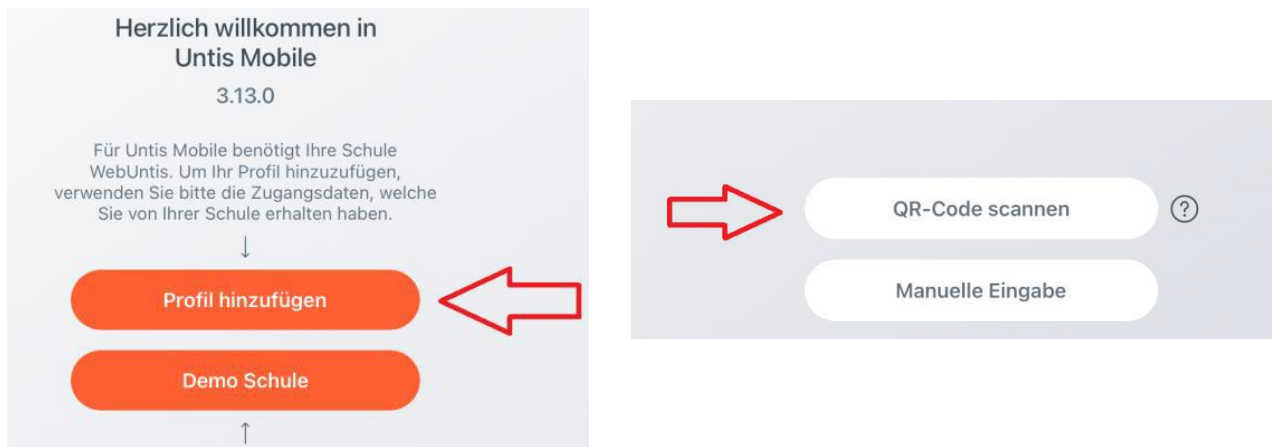 Herzlich willkommen in
Untis Mobile
3.13.0
Für Untis Mobile benötigt Ihre Schule
WebUntis. Um Ihr Profil hinzuzufügen,
verwenden Sie bitte die Zugangsdaten, welche
Sie von Ihrer Schule erhalten haben.
↓
Profil hinzufügen
Demo Schule
↑
QR-Code scannen
?
Manuelle Eingabe